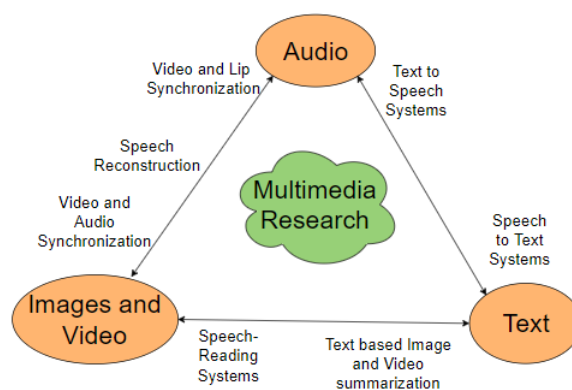 Audio
Video and Lip
Synchronization
Text to
Speech
Systems
Speech
Reconstruction
Multimedia
Research
Video and
Audio
Synchronization
Speech
to Text
Systems
Images and
Video
Text
Speech-
Reading
Systems
Text based Image
and Video
summarization